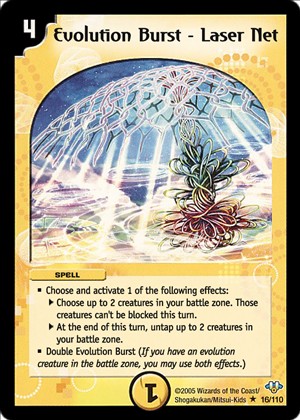 4 Evolution Burst - Laser Net
SPELL
■ Choose and activate 1 of the following effects:
▶ Choose up to 2 creatures in your battle zone. Those
creatures can't be blocked this turn.
▶ At the end of this turn, untap up to 2 creatures in
your battle zone.
■ Double Evolution Burst (If you have an evolution
creature in the battle zone, you may use both effects.)
1
©2005 Wizards of the Coast/
Shogakukan/Mitsui-Kids ★ 16/110